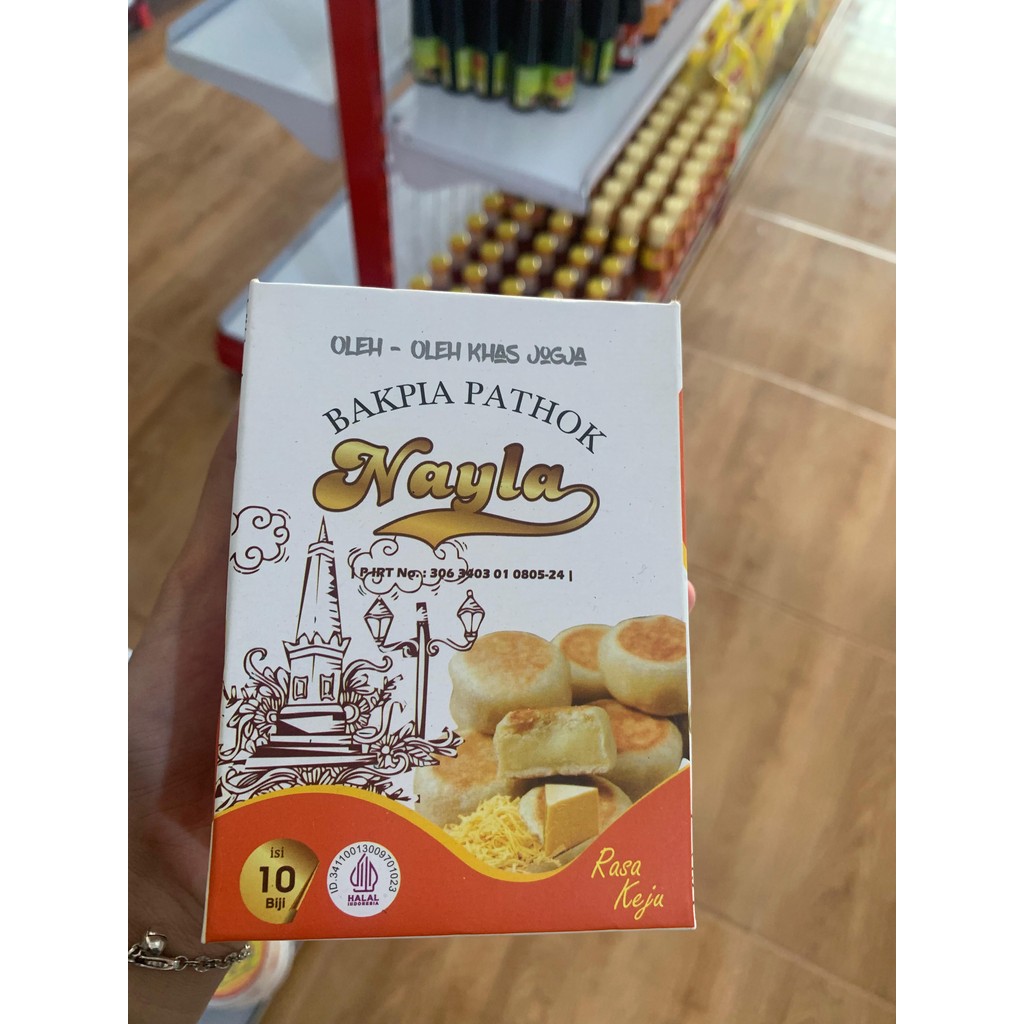 OLEH - OLEH KHAS JOGJA
BAKPIA PATHOK
Nayla
| P-IRT No. : 306 3403 01 0805-24 |
isi
10
Biji
ID.34110013009701023
HALAL
INDONESIA
Rasa
Keju